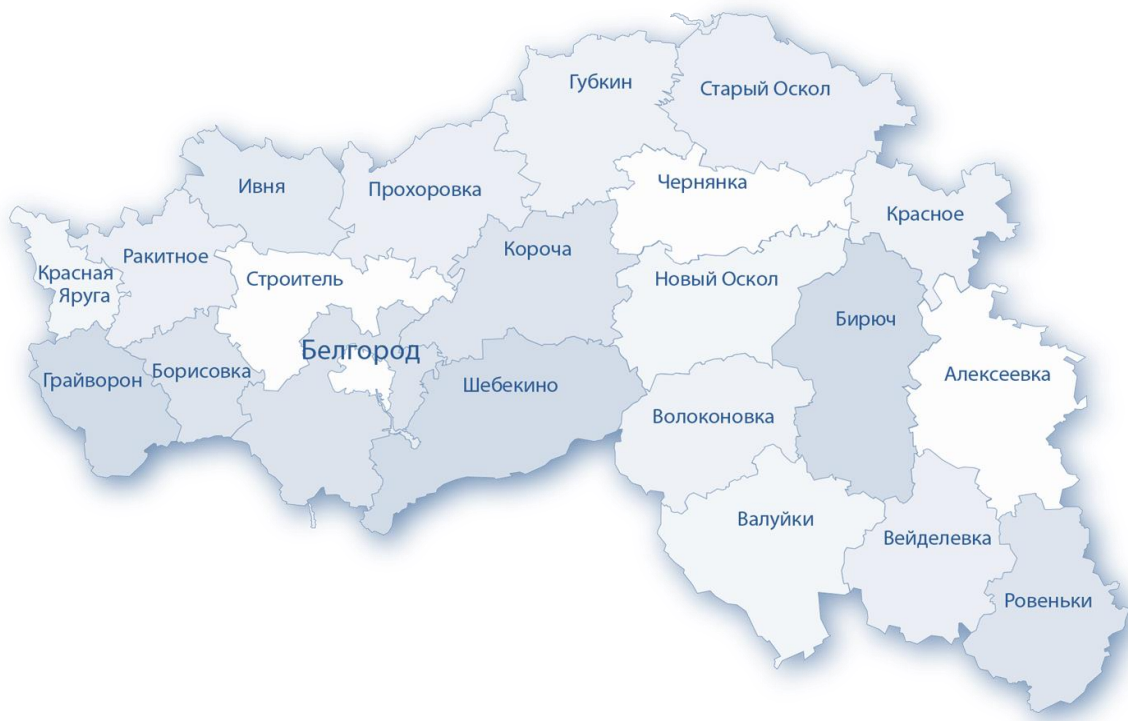 Губкин
Старый Оскол
Ивня
Прохоровка
Чернянка
Красное
Ракитное
Короча
Красная
Яруга
Строитель
Новый Оскол
Бирюч
Белгород
Грайворон
Борисовка
Шебекино
Алексеевка
Волоконовка
Валуйки
Вейделевка
Ровеньки